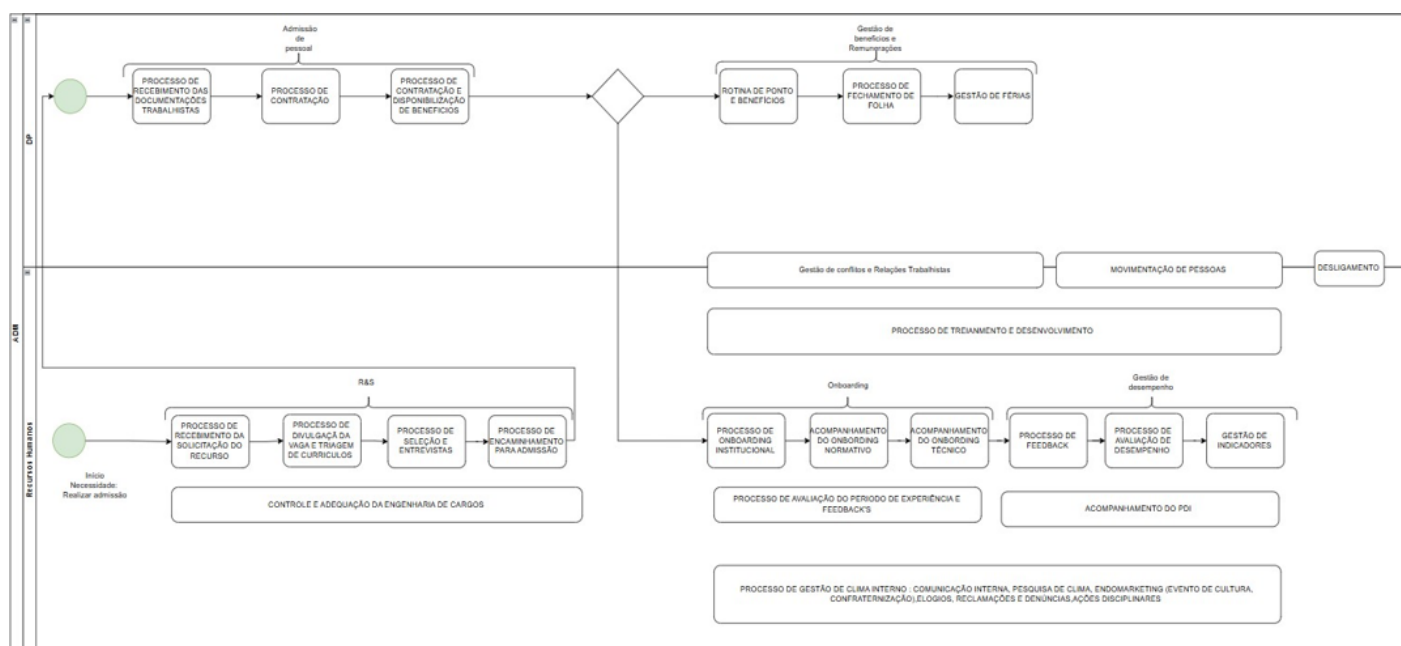 ADM
DP
Admissão
de
pessoal
PROCESSO DE
RECEBIMENTO DAS
DOCUMENTAÇÕES
TRABALHISTAS
PROCESSO DE
CONTRATAÇÃO
PROCESSO DE
CONTRATAÇÃO E
DISPONIBILIZAÇÃO
DE BENEFICIOS
Gestão de
benefícios e
Remunerações
ROTINA DE PONTO
E BENEFÍCIOS
PROCESSO DE
FECHAMENTO DE
FOLHA
GESTÃO DE FÉRIAS
Gestão de conflitos e Relações Trabalhistas
MOVIMENTAÇÃO DE PESSOAS
DESLIGAMENTO
PROCESSO DE TREIANMENTO E DESENVOLVIMENTO
Recursos Humanos
R&S
Início
Necessidade:
Realizar admissão
PROCESSO DE
RECEBIMENTO DA
SOLICITAÇÃO DO
RECURSO
PROCESSO DE
DIVULGAÇÃ DA
VAGA E TRIAGEM
DE CURRICULOS
PROCESSO DE
SELEÇÃO E
ENTREVISTAS
PROCESSO DE
ENCAMINHAMENTO
PARA ADMISSÃO
CONTROLE E ADEQUAÇÃO DA ENGENHARIA DE CARGOS
Onboarding
PROCESSO DE
ONBOARDING
INSTITUCIONAL
ACOMPANHAMENTO
DO ONBORDING
NORMATIVO
ACOMPANHAMENTO
DO ONBORDING
TÉCNICO
Gestão de
desempenho
PROCESSO DE
FEEDBACK
PROCESSO DE
AVALIAÇÃO DE
DESEMPENHO
GESTÃO DE
INDICADORES
PROCESSO DE AVALIAÇÃO DO PERIODO DE EXPERIÊNCIA E
FEEDBACK'S
ACOMPANHAMENTO DO PDI
PROCESSO DE GESTÃO DE CLIMA INTERNO : COMUNICAÇÃO INTERNA, PESQUISA DE CLIMA, ENDOMARKETING (EVENTO DE CULTURA,
CONFRATERNIZAÇÃO),ELOGIOS, RECLAMAÇÕES E DENÚNCIAS,AÇÕES DISCIPLINARES